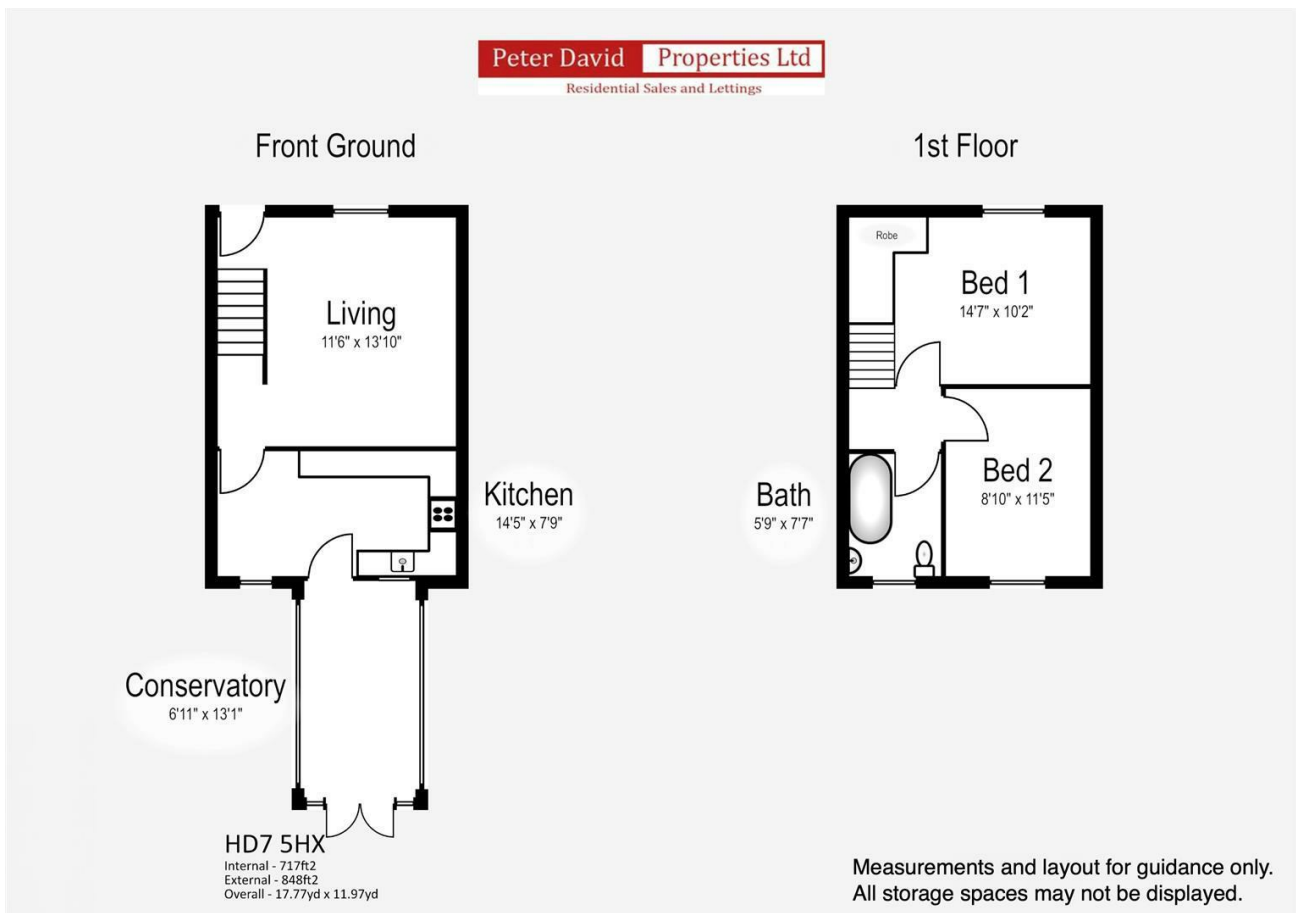 Peter David Properties Ltd
Residential Sales and Lettings
Front Ground
1st Floor
Robe
Living
11'6" x 13'10"
Bed 1
14'7" x 10'2"
Kitchen
14'5" x 7'9"
Bath
5'9" x 7'7"
Bed 2
8'10" x 11'5"
Conservatory
6'11" x 13'1"
HD7 5HX
Internal - 717ft2
External - 848ft2
Overall - 17.77yd x 11.97yd
Measurements and layout for guidance only.
All storage spaces may not be displayed.